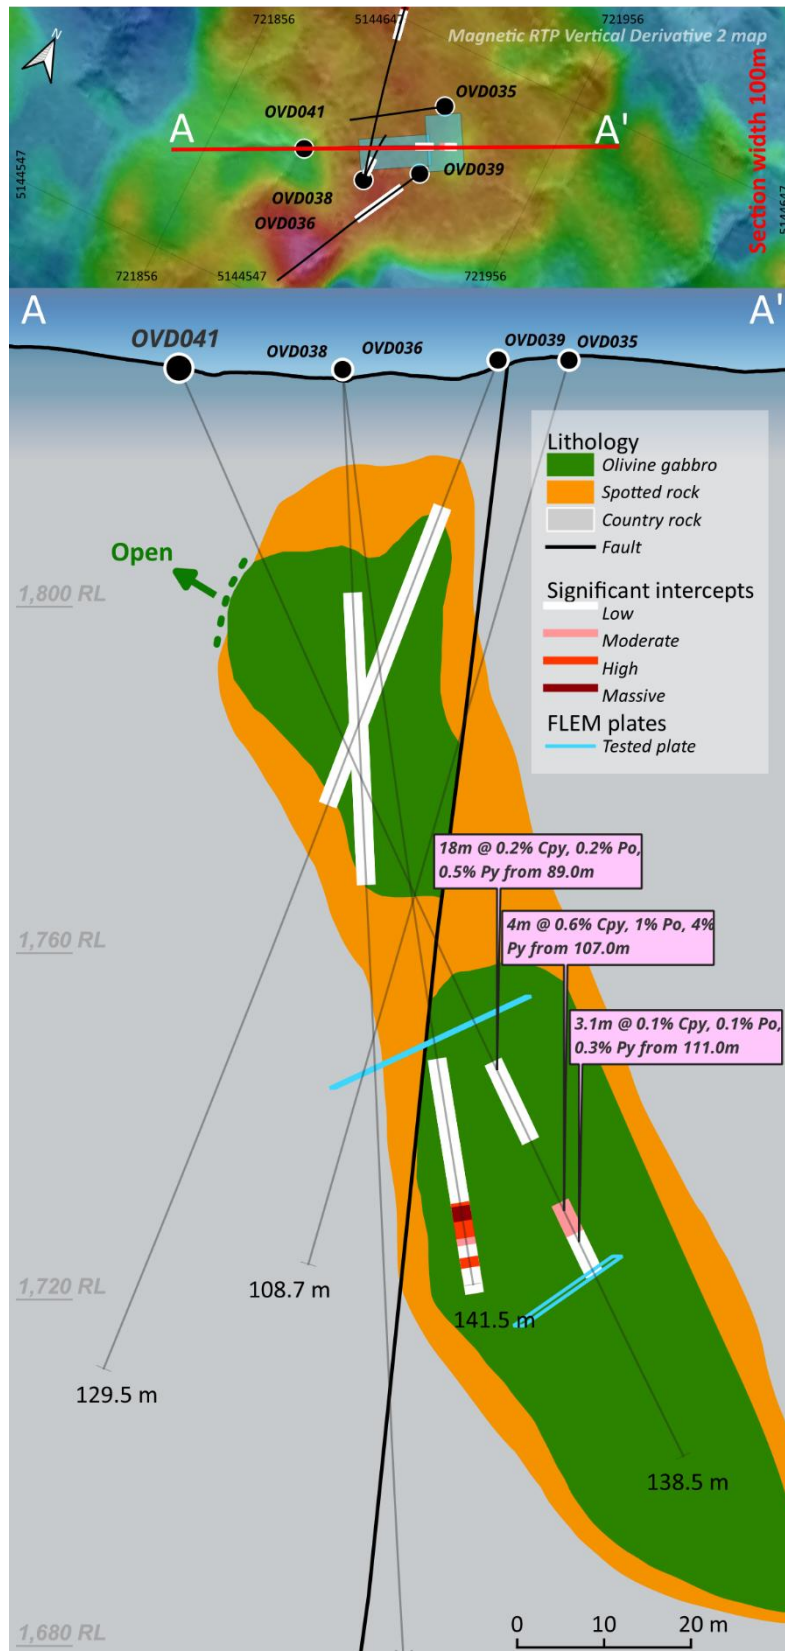 721856
5144647
721956
Magnetic RTP Vertical Derivative 2 map
N
OVD035
OVD041
A
A'
OVD039
OVD038
OVD036
5144547
5144647
Section width 100m
721856
5144547
721956
A
A'
OVD041
OVD038
OVD036
OVD039
OVD035
Lithology
Olivine gabbro
Spotted rock
Country rock
Fault
Significant intercepts
Low
Moderate
High
Massive
FLEM plates
Tested plate
Open
1,800 RL
18m @ 0.2% Cpy, 0.2% Po,
0.5% Py from 89.0m
4m @ 0.6% Cpy, 1% Po, 4%
Py from 107.0m
1,760 RL
3.1m @ 0.1% Cpy, 0.1% Po,
0.3% Py from 111.0m
108.7 m
1,720 RL
141.5 m
129.5 m
138.5 m
0 10 20 m
1,680 RL